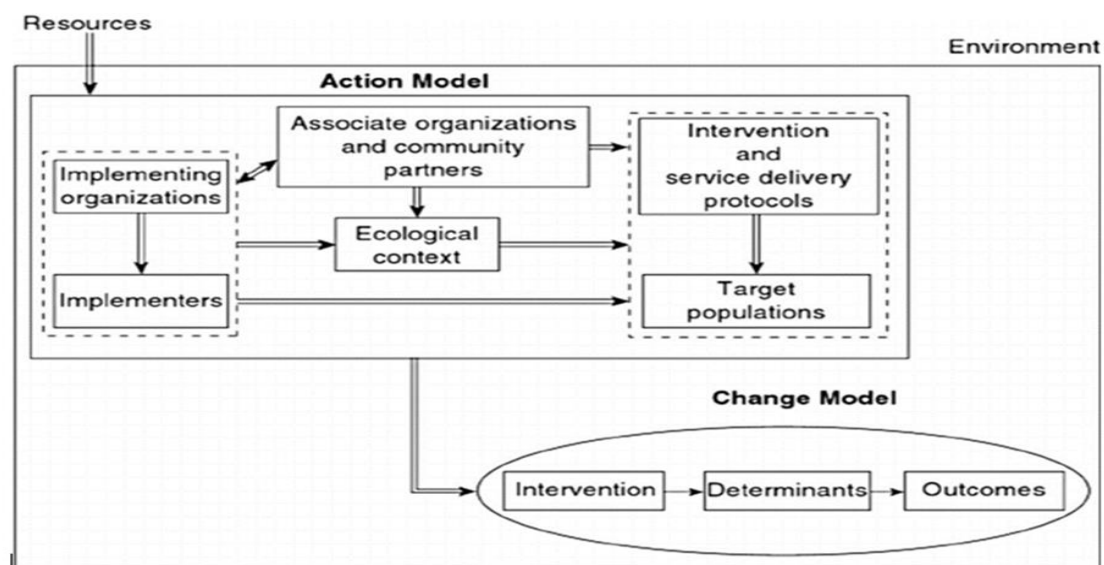 Resources
Environment
Action Model
Associate organizations
and community
partners
Intervention
and
service delivery
protocols
Implementing
organizations
Ecological
context
Implementers
Target
populations
Change Model
Intervention
Determinants
Outcomes